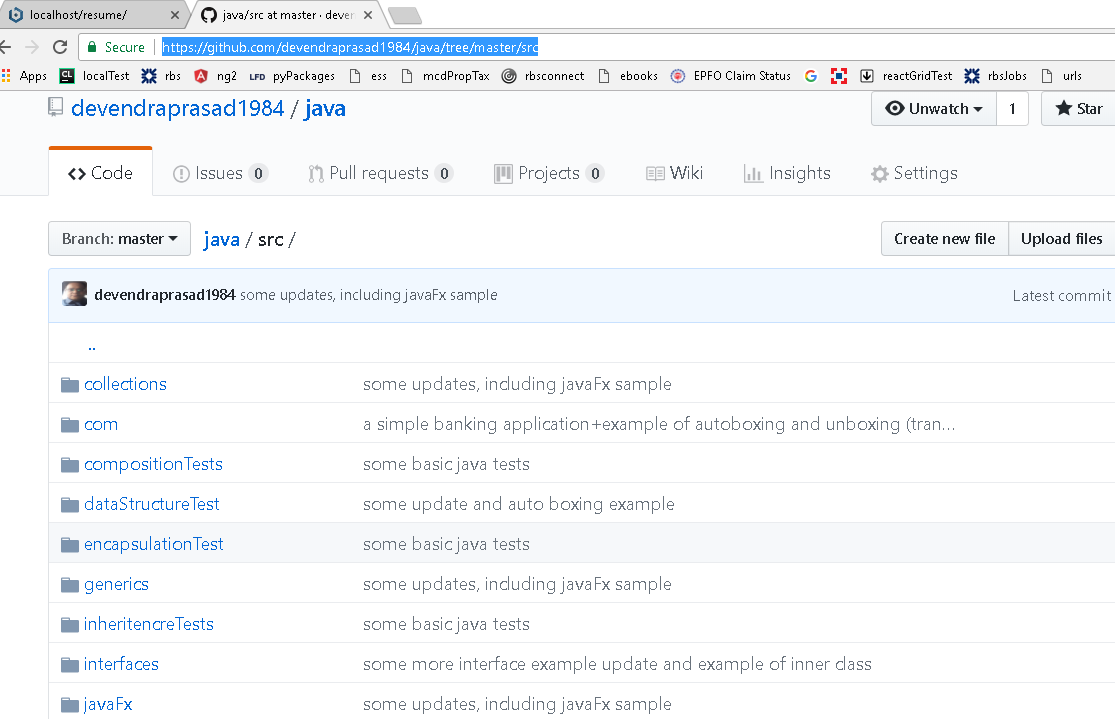 localhost/resume/ java/src at master · deven
Secure https://github.com/devendraprasad1984/java/tree/master/src
Apps CL localTest rbs ng2 LFD pyPackages ess mcdPropTax rbsconnect ebooks EPFO Claim Status G reactGridTest rbsJobs urls
devendraprasad1984 / java Unwatch 1 Star
Code Issues 0 Pull requests 0 Projects 0 Wiki Insights Settings
Branch: master java / src / Create new file Upload files
devendraprasad1984 some updates, including javaFx sample Latest commit
..
collections some updates, including javaFx sample
com a simple banking application+example of autoboxing and unboxing (tran...
compositionTests some basic java tests
dataStructureTest some update and auto boxing example
encapsulationTest some basic java tests
generics some updates, including javaFx sample
inheritencreTests some basic java tests
interfaces some more interface example update and example of inner class
javaFx some updates, including javaFx sample